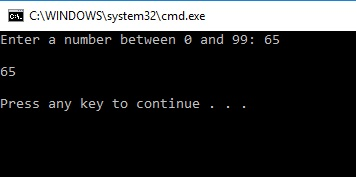 C:\WINDOWS\system32\cmd.exe
Enter a number between 0 and 99: 65
65
Press any key to continue . . .